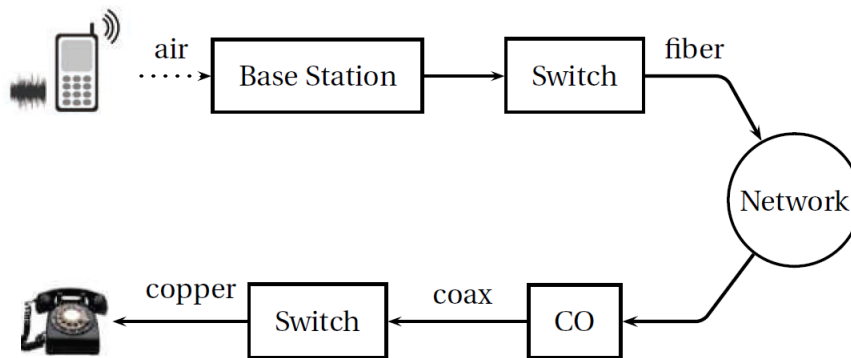 air
Base Station
Switch
fiber
Network
copper
Switch
coax
CO